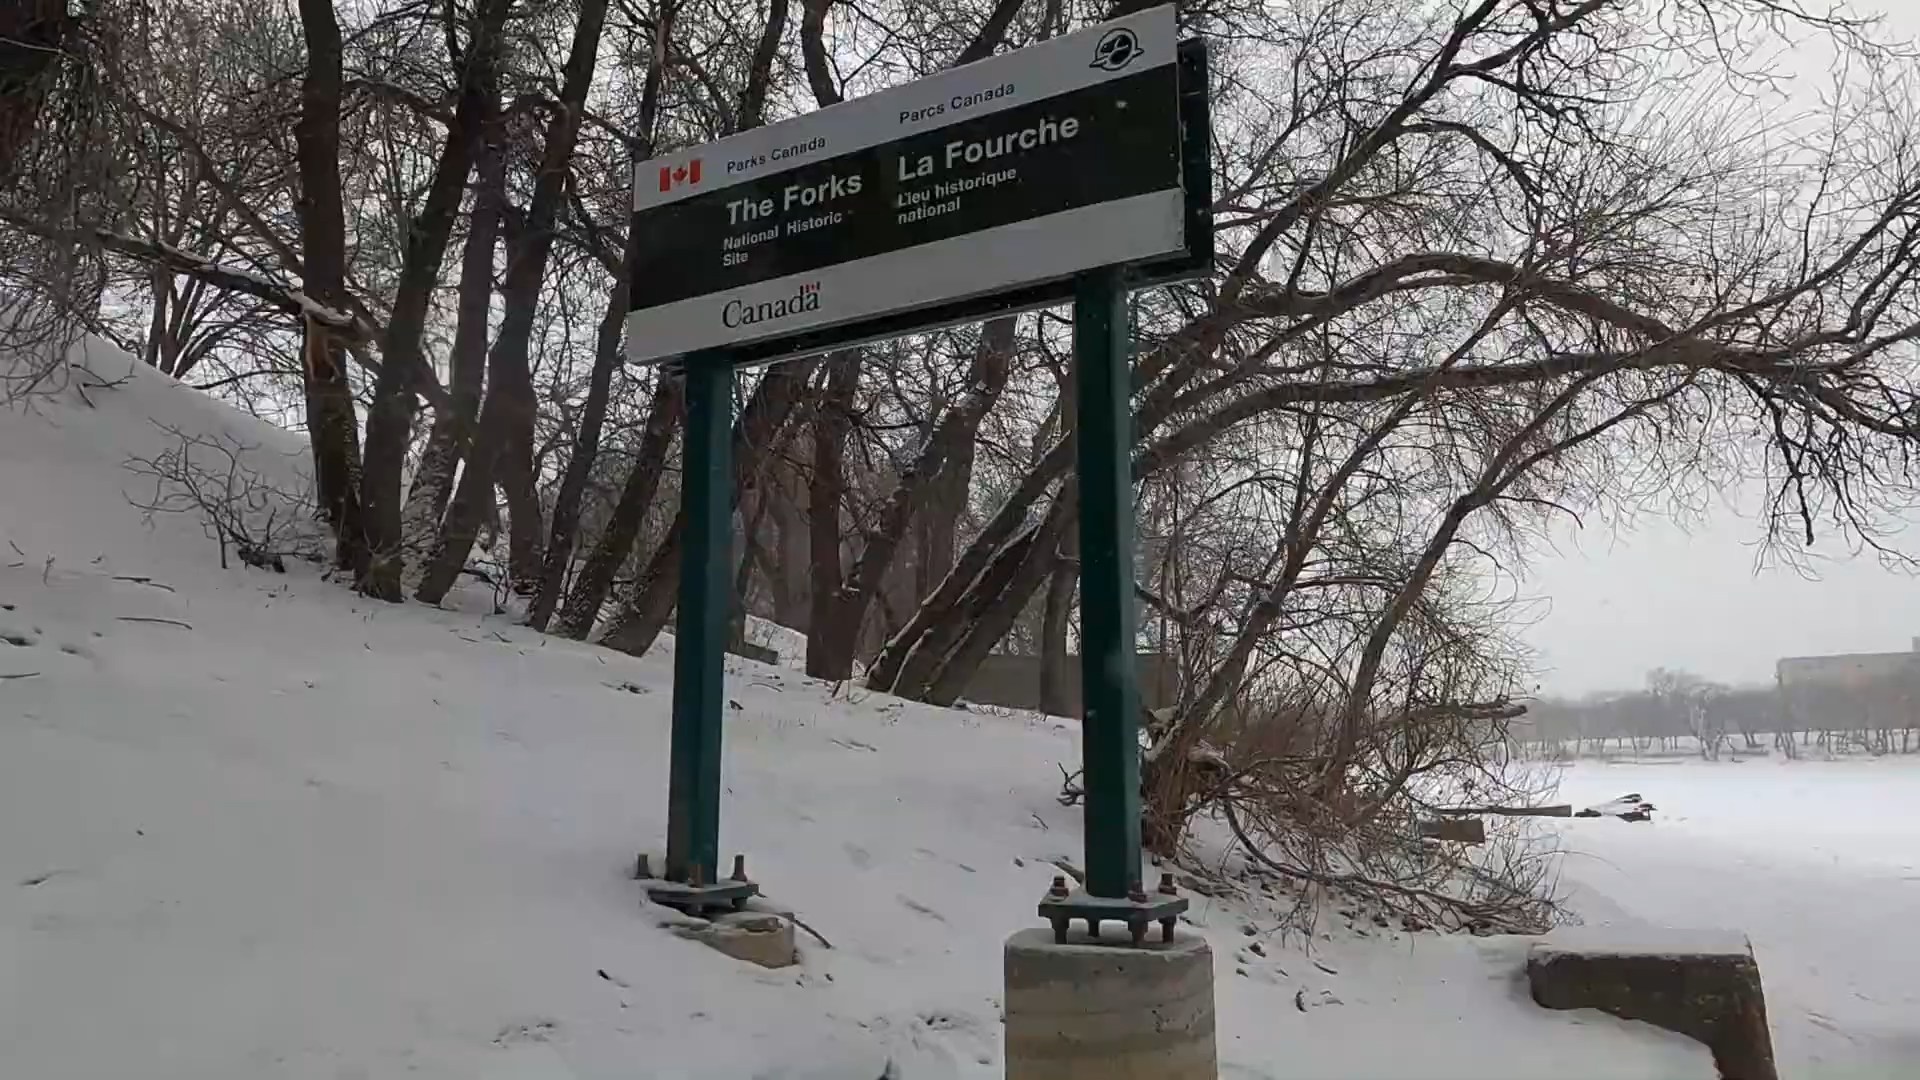 Parks Canada
The Forks
National Historic
Site
Parcs Canada
La Fourche
Lieu historique
national
Canada